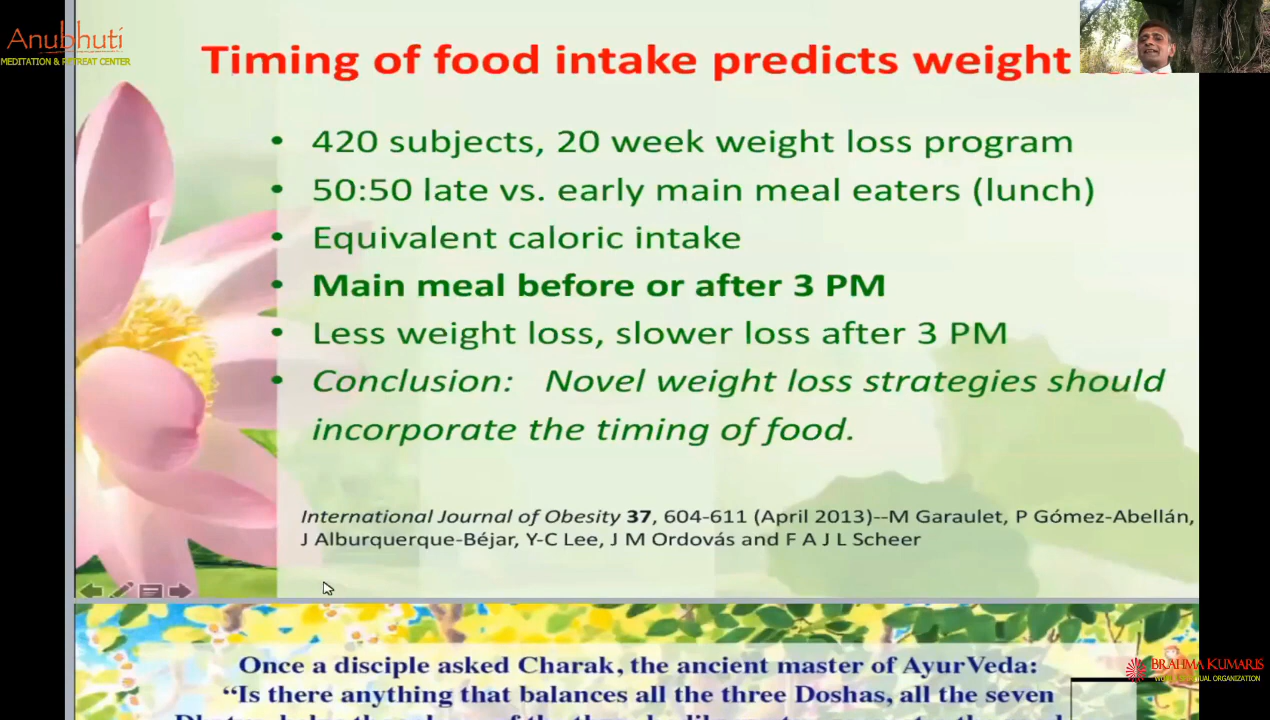 Anubhuti
MEDITATION & RETREAT CENTER
Timing of food intake predicts weight
• 420 subjects, 20 week weight loss program
• 50:50 late vs. early main meal eaters (lunch)
• Equivalent caloric intake
• Main meal before or after 3 PM
• Less weight loss, slower loss after 3 PM
• Conclusion: Novel weight loss strategies should
incorporate the timing of food.
International Journal of Obesity 37, 604-611 (April 2013)--M Garaulet, P Gómez-Abellán,
J Alburquerque-Béjar, Y-C Lee, J M Ordovás and F A J L Scheer
Once a disciple asked Charak, the ancient master of AyurVeda:
“Is there anything that balances all the three Doshas, all the seven
BRAHMA KUMARIS
ORGANIZATION